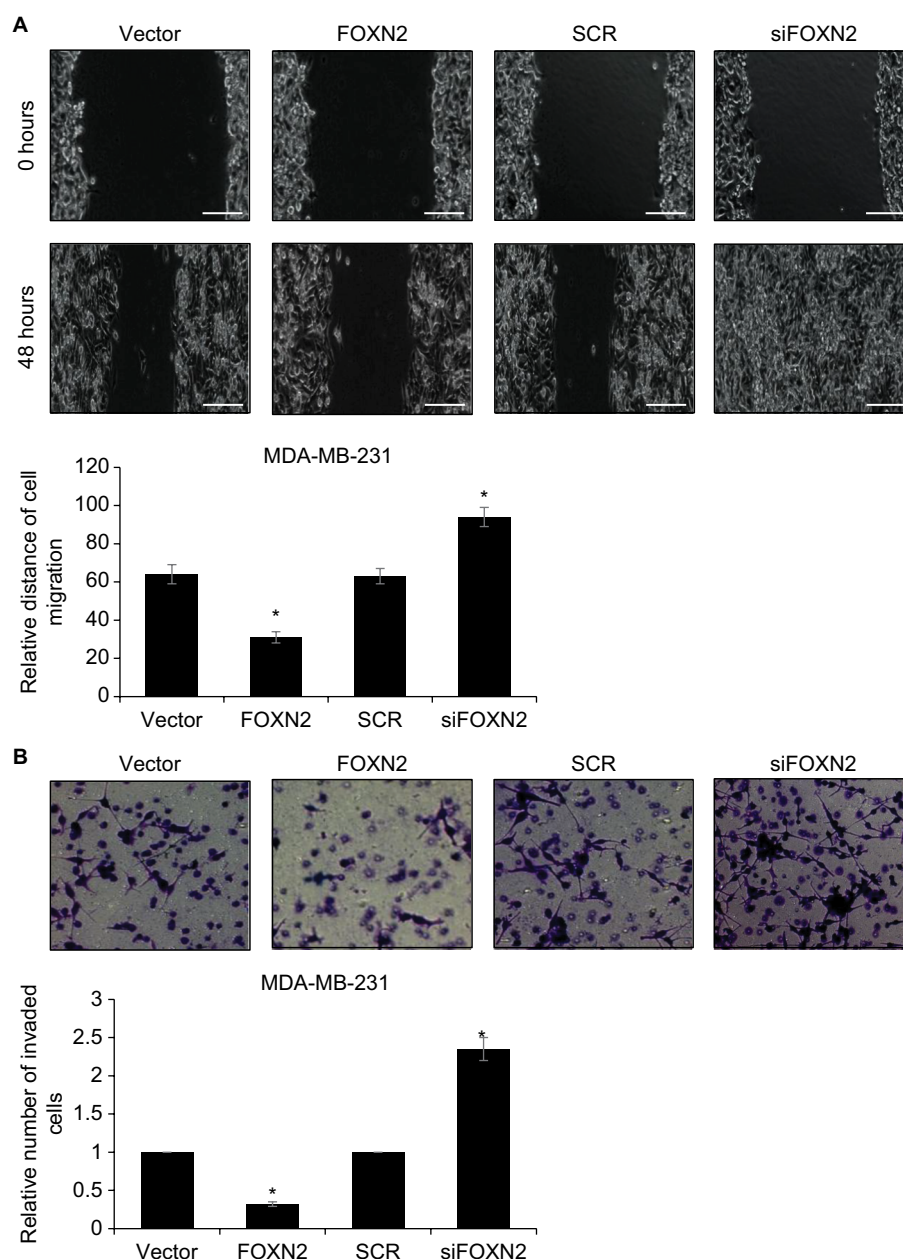 A
Vector FOXN2 SCR siFOXN2
0 hours
48 hours
MDA-MB-231
Relative distance of cell
migration
120
100
80
60
40
20
0
*
*
Vector FOXN2 SCR siFOXN2
B
Vector FOXN2 SCR siFOXN2
MDA-MB-231
Relative number of invaded
cells
3
2.5
2
1
1
0.5
0
*
*
Vector FOXN2 SCR siFOXN2